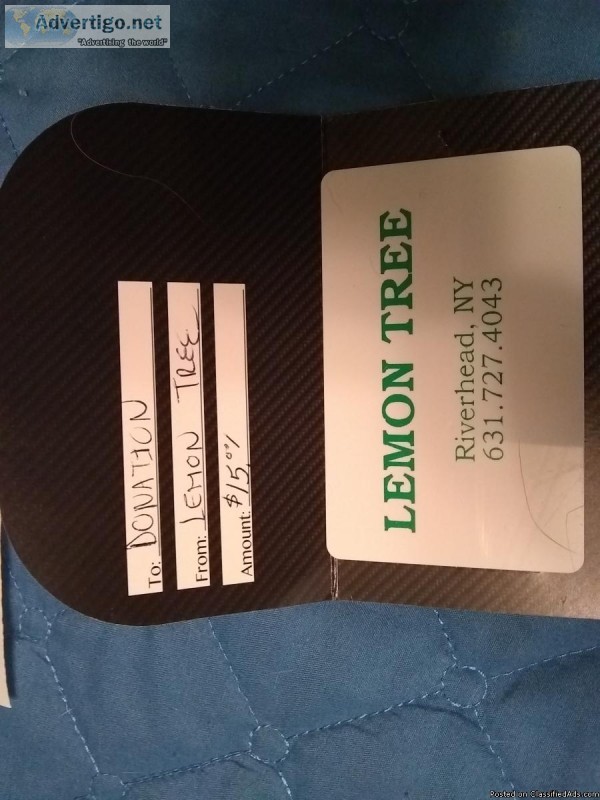 Advertigo.net
"Advertising the world"
To: DONATION
From: LEMON TREE
Amount: $15.00/
LEMON TREE
Riverhead, NY
631.727.4043
Posted on ClassifiedAds.com